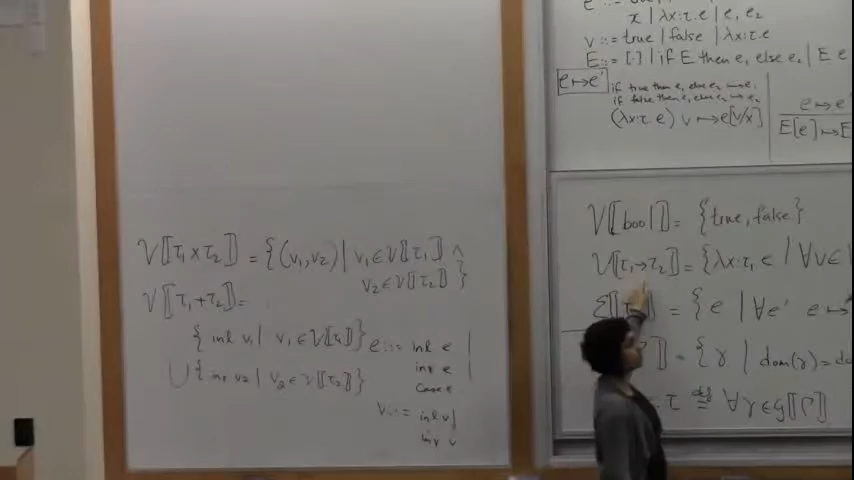 V⟦τ₁ × τ₂⟧ = {(v₁, v₂) | v₁ ∈ V⟦τ₁⟧ ∧
v₂ ∈ V⟦τ₂⟧ }
V⟦τ₁ + τ₂⟧ =
{ inl v₁ | v₁ ∈ V⟦τ₁⟧}
∪ { inr v₂ | v₂ ∈ V⟦τ₂⟧}
e ::= inl e |
inr e |
case e
v ::= inl v |
inr v
x | λx:τ.e | e₁ e₂
v ::= true | false | λx:τ.e
E ::= [·] | if E then e₁ else e₂ | E e
e ↦ e'
if true then e₁ else e₂ ↦ e₁
if false then e₁ else e₂ ↦ e₂
(λx:τ. e) v ↦ e[v/x]
e ↦ e'
E[e] ↦ E
V⟦bool⟧ = {true, false}
V⟦τ₁→τ₂⟧ = {λx:τ₁. e | ∀v ∈
= { e | ∀e' e ↦
= { γ | dom(γ) =
τ ≝ ∀γ ∈ G⟦Γ⟧